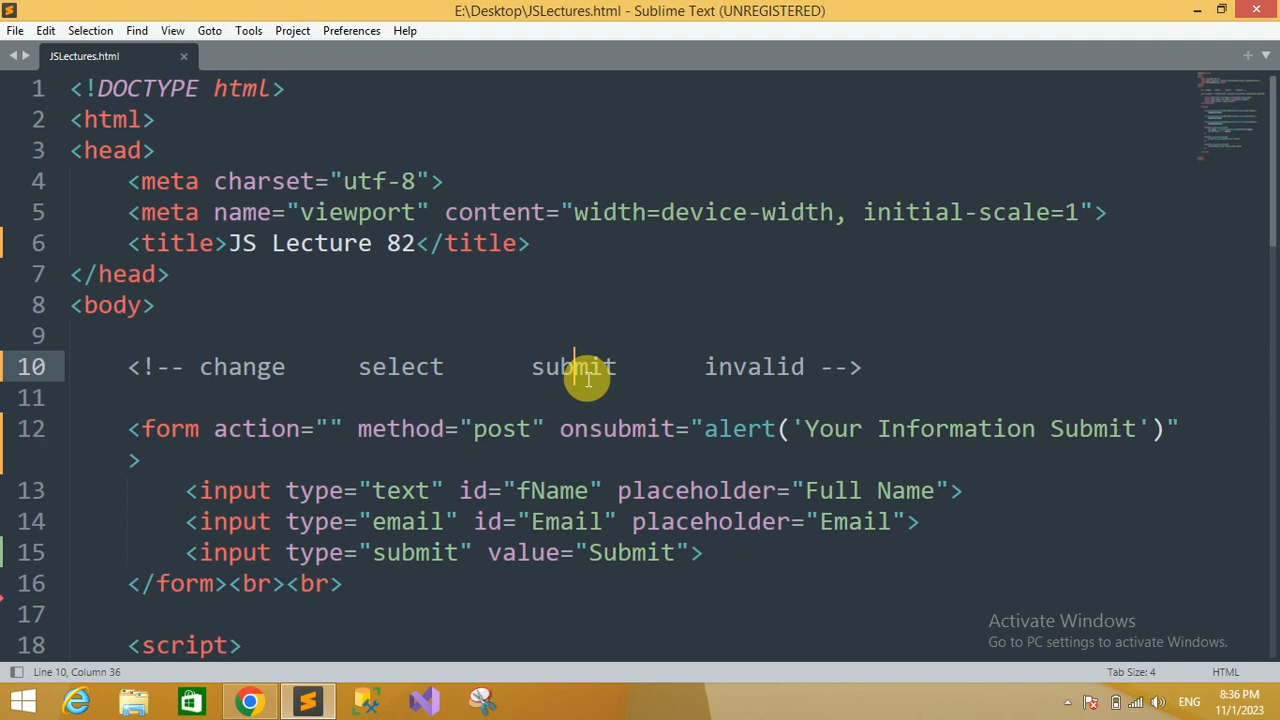 E:\Desktop\JSLectures.html - Sublime Text (UNREGISTERED)
File Edit Selection Find View Goto Tools Project Preferences Help
JSLectures.html
1 <!DOCTYPE html>
2 <html>
3 <head>
4 <meta charset="utf-8">
5 <meta name="viewport" content="width=device-width, initial-scale=1">
6 <title>JS Lecture 82</title>
7 </head>
8 <body>
9
10 <!-- change select submit invalid -->
11
12 <form action="" method="post" onsubmit="alert('Your Information Submit')"
>
13 <input type="text" id="fName" placeholder="Full Name">
14 <input type="email" id="Email" placeholder="Email">
15 <input type="submit" value="Submit">
16 </form><br><br>
17
18 <script>
Activate Windows
Go to PC settings to activate Windows.
Line 10, Column 36 Tab Size: 4 HTML
ENG
8:36 PM
11/1/2023